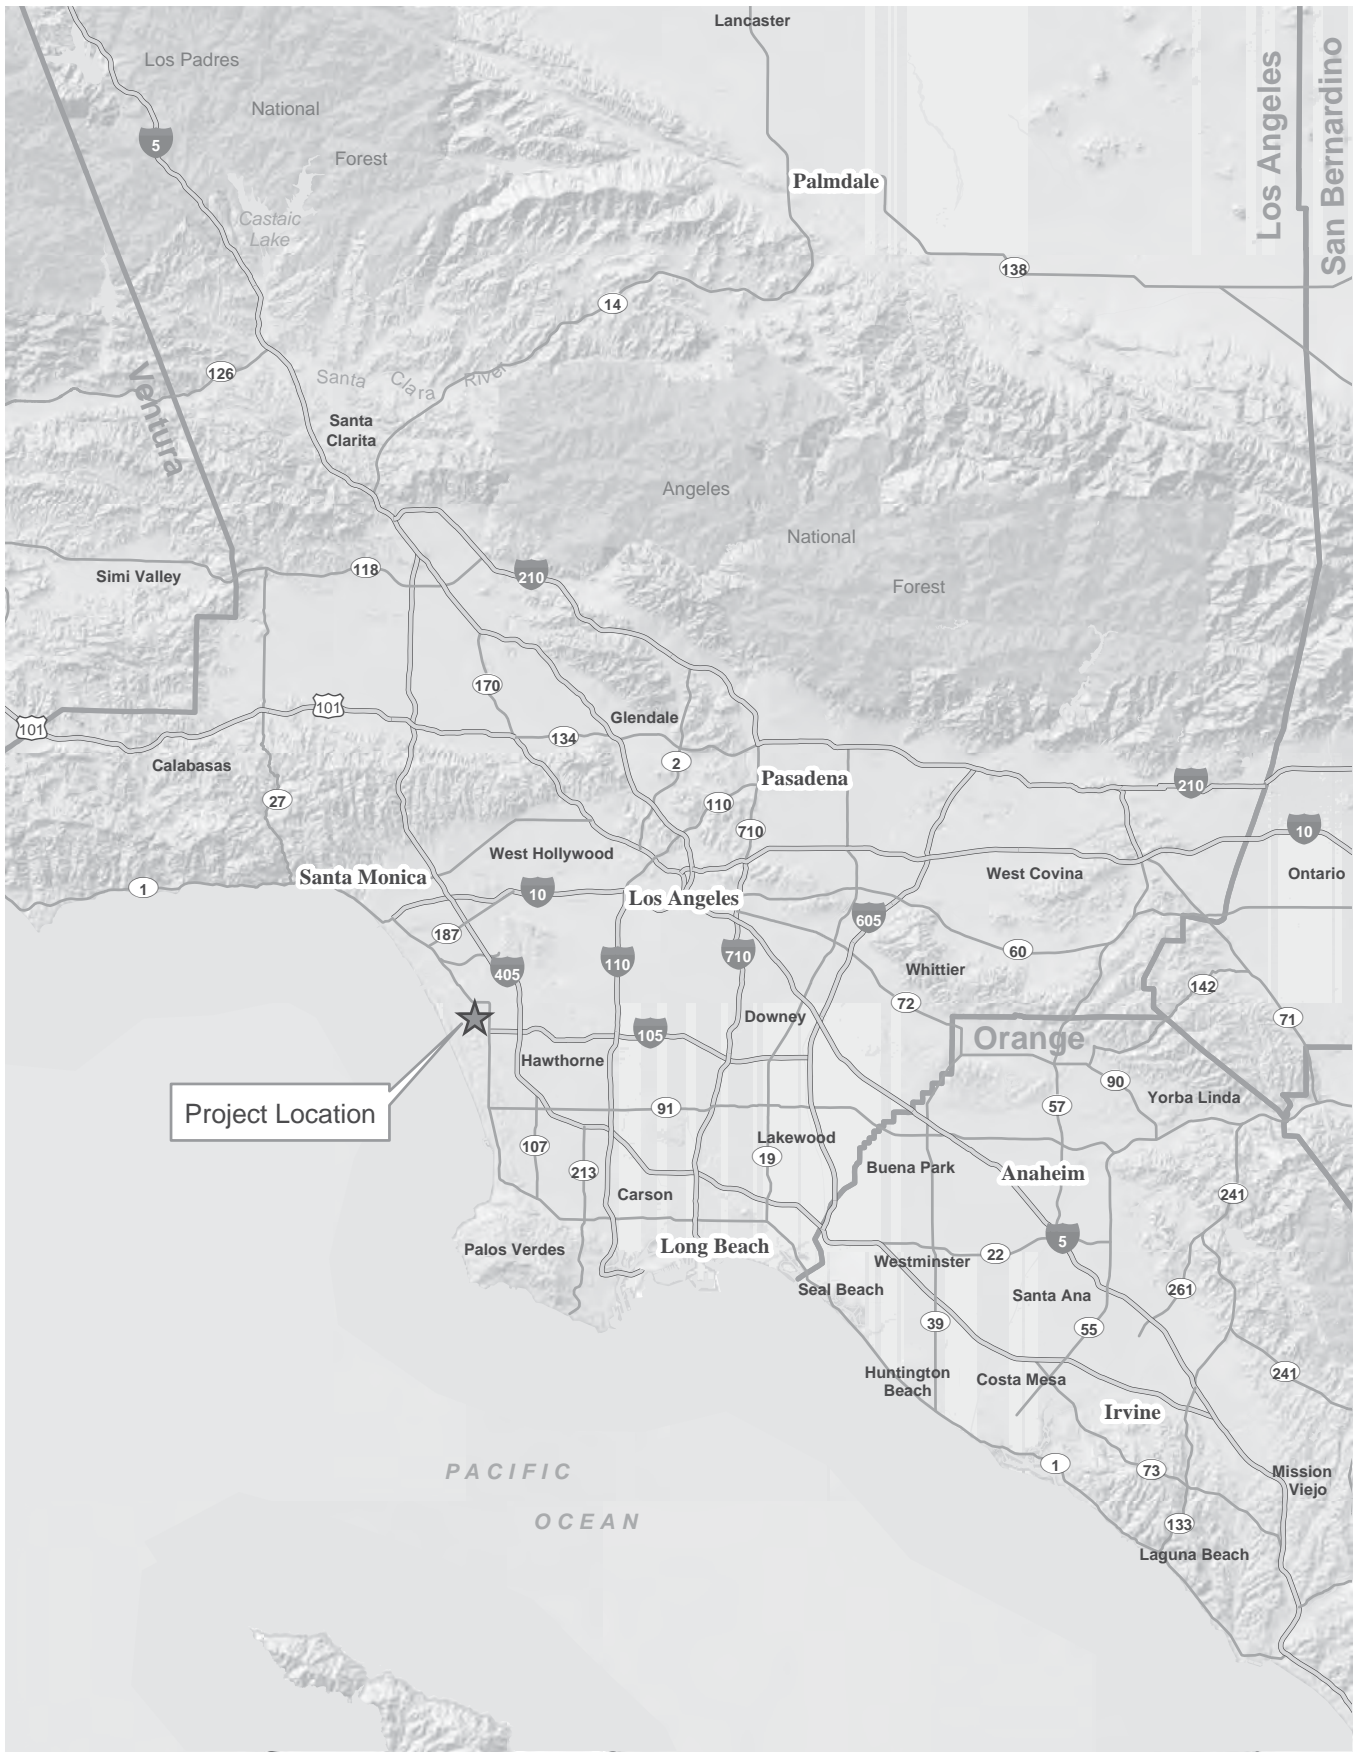 Lancaster
Los Padres
National
Forest
5
Castaic
Lake
Palmdale
Los Angeles
San Bernardino
138
14
126
Santa Clara River
Ventura
Santa
Clarita
Angeles
National
Forest
Simi Valley
118
210
170
101
101
Glendale
134
2
Calabasas
27
Pasadena
110
710
210
10
West Hollywood
Santa Monica
1
10
Los Angeles
West Covina
Ontario
187
605
60
405
110
710
Whittier
72
142
71
Downey
105
Orange
Hawthorne
Project Location
91
90
57
Yorba Linda
107
Lakewood
19
213
Buena Park
Anaheim
241
Carson
Palos Verdes
Long Beach
5
22
Westminster
Seal Beach
Santa Ana
261
39
55
Huntington
Beach
Costa Mesa
241
Irvine
1
73
Mission
Viejo
PACIFIC
OCEAN
133
Laguna Beach